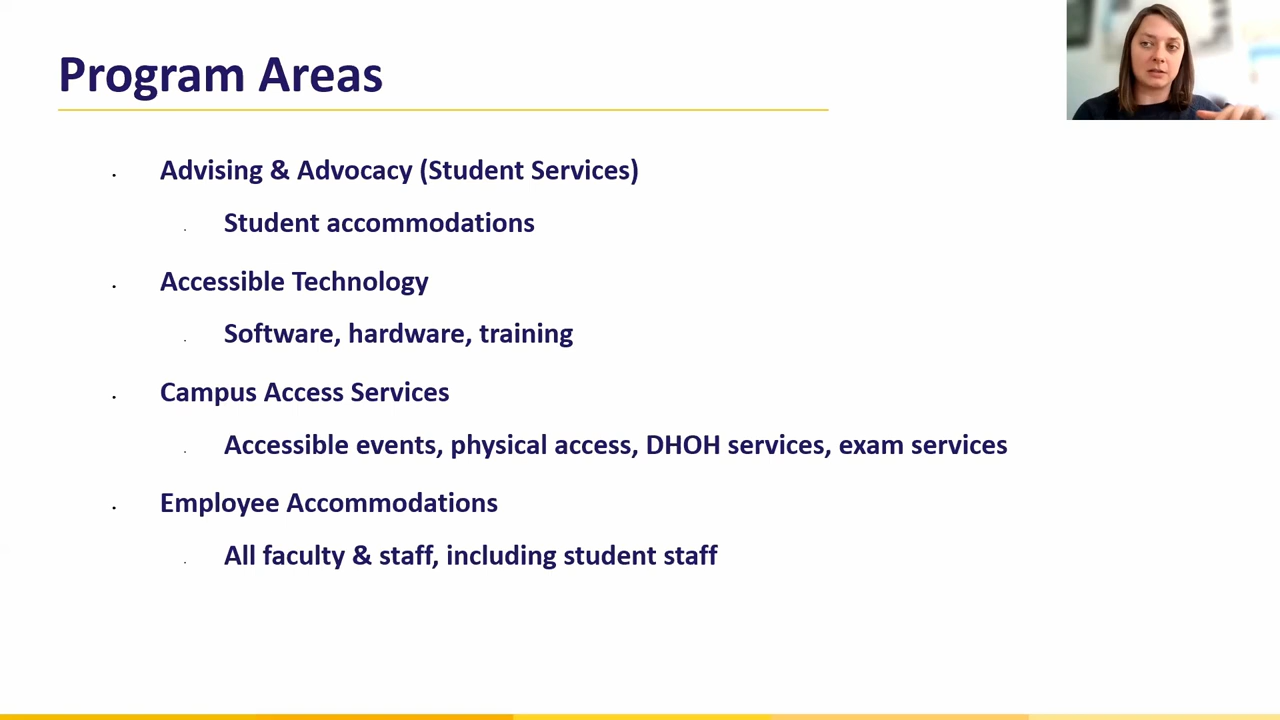 Program Areas
Advising & Advocacy (Student Services)
Student accommodations
Accessible Technology
Software, hardware, training
Campus Access Services
Accessible events, physical access, DHOH services, exam services
Employee Accommodations
All faculty & staff, including student staff